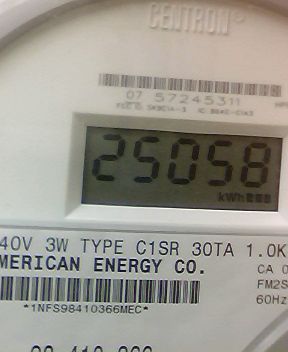 CENTRON®
07 57245311
25058
kWh
40V 3W TYPE C1SR 30TA 1.0K
MERICAN ENERGY CO.
CA 0
FM2S
60Hz
*1NFS98410366MEC*